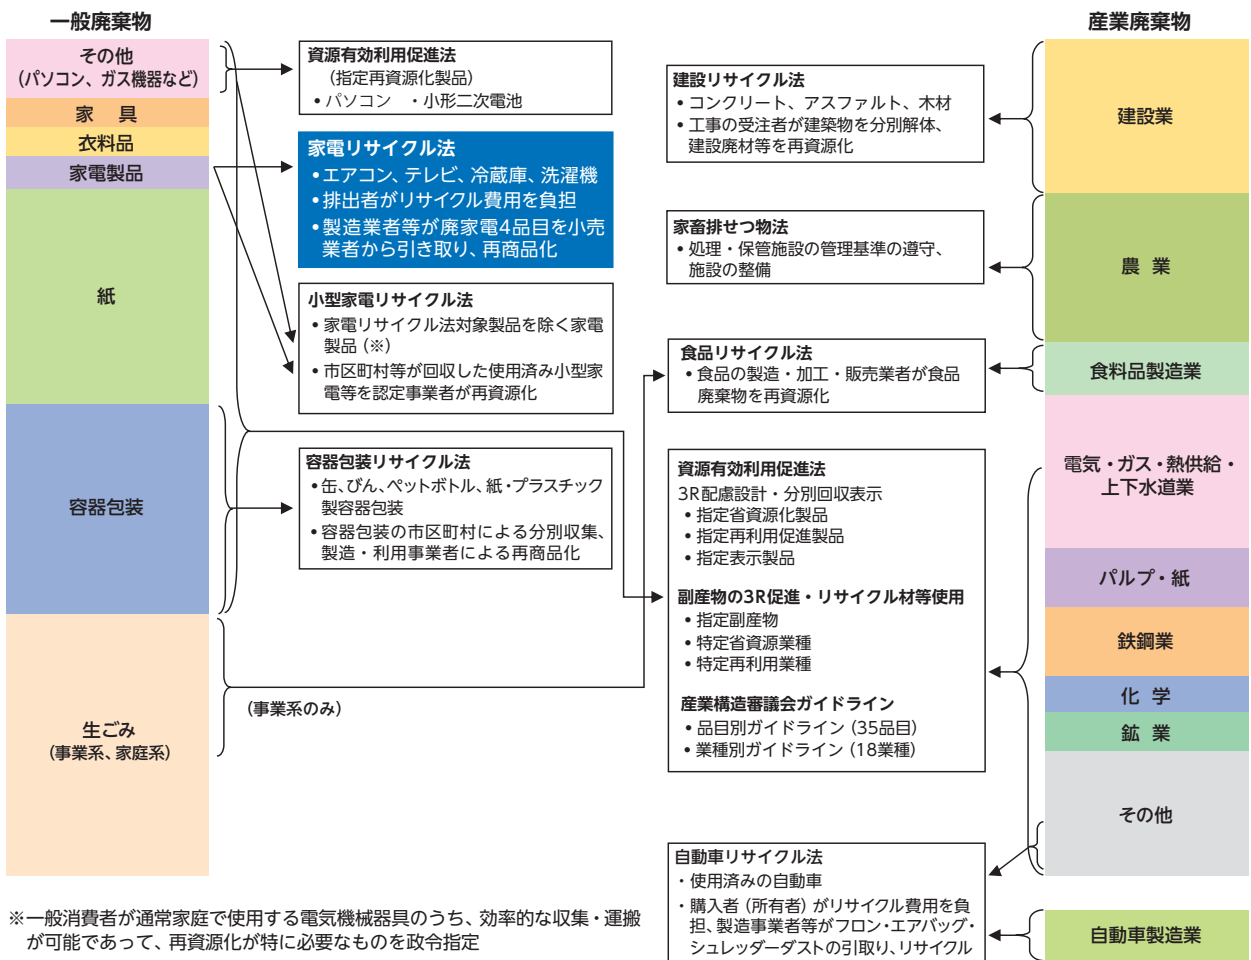 一般廃棄物
その他
(パソコン、ガス機器など)
家　具
衣料品
家電製品
紙
容器包装
生ごみ
(事業系、家庭系)
資源有効利用促進法
(指定再資源化製品)
• パソコン　・小形二次電池
家電リサイクル法
• エアコン、テレビ、冷蔵庫、洗濯機
• 排出者がリサイクル費用を負担
• 製造業者等が廃家電4品目を小売
業者から引き取り、再商品化
小型家電リサイクル法
• 家電リサイクル法対象製品を除く家電
製品 (※)
• 市区町村等が回収した使用済み小型家
電等を認定事業者が再資源化
容器包装リサイクル法
• 缶、びん、ペットボトル、紙・プラスチック
製容器包装
• 容器包装の市区町村による分別収集、
製造・利用事業者による再商品化
(事業系のみ)
建設リサイクル法
• コンクリート、アスファルト、木材
• 工事の受注者が建築物を分別解体、
建設廃材等を再資源化
家畜排せつ物法
• 処理・保管施設の管理基準の遵守、
施設の整備
食品リサイクル法
• 食品の製造・加工・販売業者が食品
廃棄物を再資源化
資源有効利用促進法
3R配慮設計・分別回収表示
• 指定省資源化製品
• 指定再利用促進製品
• 指定表示製品
副産物の3R促進・リサイクル材等使用
• 指定副産物
• 特定省資源業種
• 特定再利用業種
産業構造審議会ガイドライン
• 品目別ガイドライン (35品目)
• 業種別ガイドライン (18業種)
自動車リサイクル法
・使用済みの自動車
・購入者 (所有者) がリサイクル費用を負
担、製造事業者等がフロン・エアバッグ・
シュレッダーダストの引取り、リサイクル
産業廃棄物
建設業
農 業
食料品製造業
電気・ガス・熱供給・
上下水道業
パルプ・紙
鉄鋼業
化 学
鉱 業
その他
自動車製造業
※一般消費者が通常家庭で使用する電気機械器具のうち、効率的な収集・運搬
が可能であって、再資源化が特に必要なものを政令指定